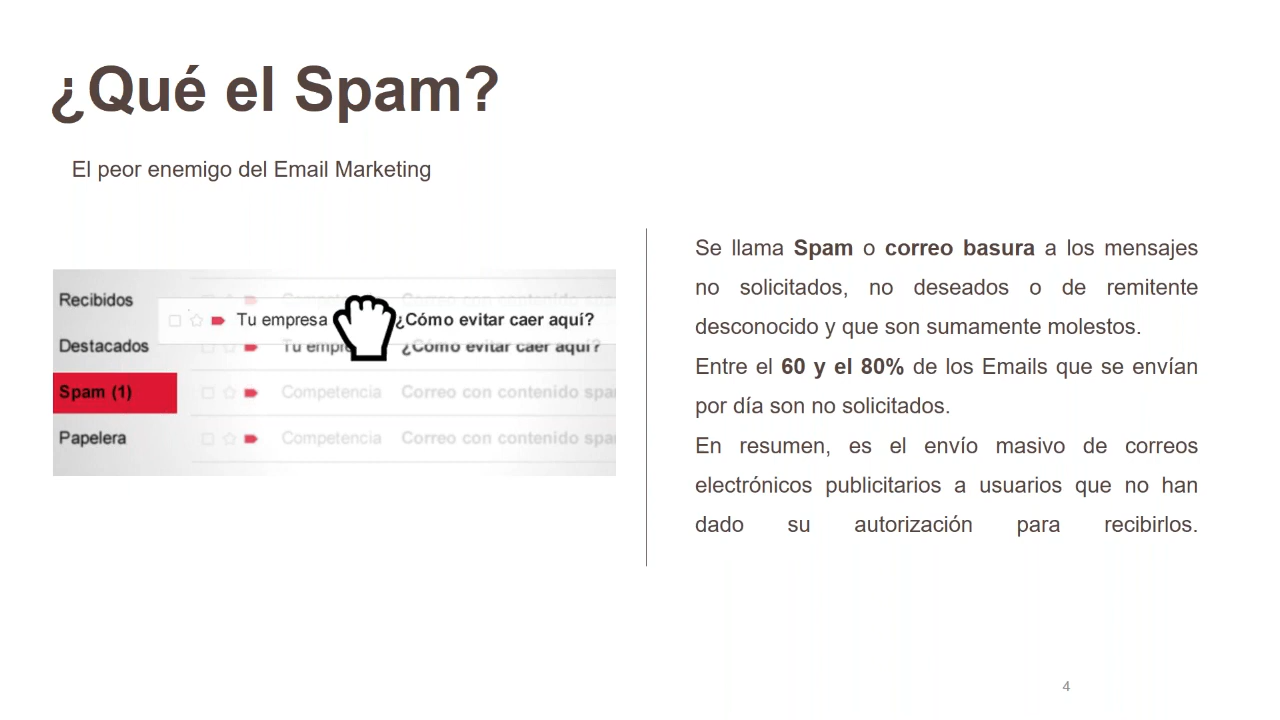 ¿Qué el Spam?
El peor enemigo del Email Marketing
Recibidos
Tu empresa ¿Cómo evitar caer aquí?
Destacados
¿Cómo evitar caer aquí?
Spam (1)
Competencia Correo con contenido
Papelera
Competencia Correo con contenido
Se llama Spam o correo basura a los mensajes
no solicitados, no deseados o de remitente
desconocido y que son sumamente molestos.
Entre el 60 y el 80% de los Emails que se envían
por día son no solicitados.
En resumen, es el envío masivo de correos
electrónicos publicitarios a usuarios que no han
dado su autorización para recibirlos.
4